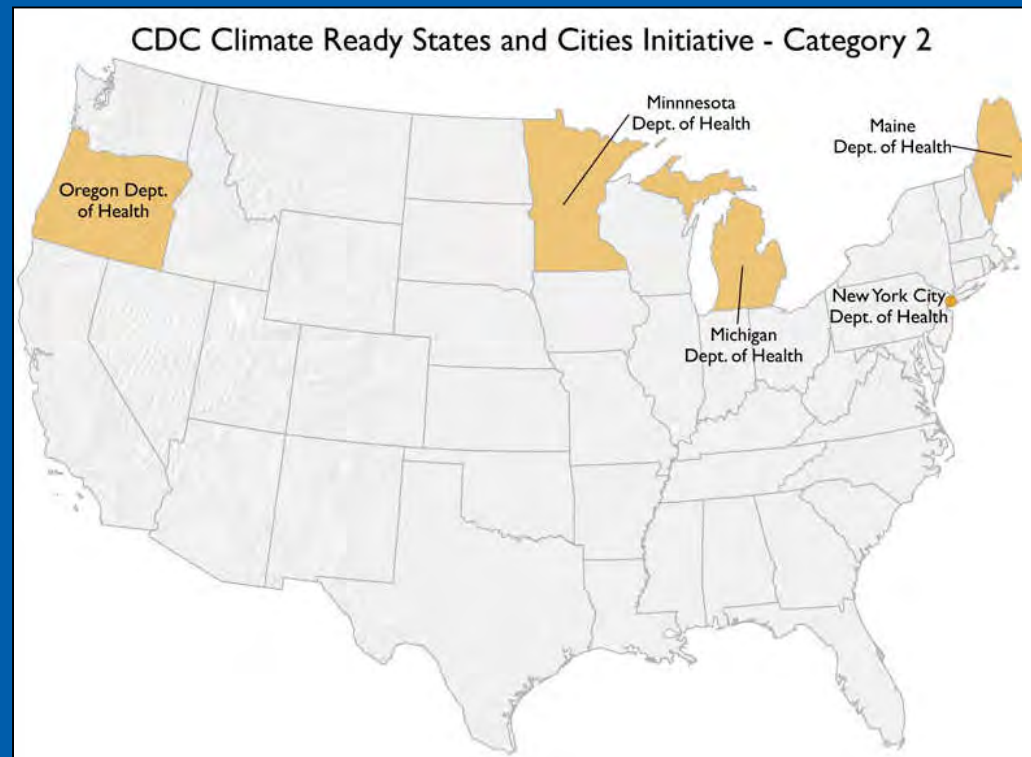 CDC Climate Ready States and Cities Initiative - Category 2
Minnnesota
Dept. of Health
Maine
Dept. of Health
Oregon Dept.
of Health
New York City
Dept. of Health
Michigan
Dept. of Health